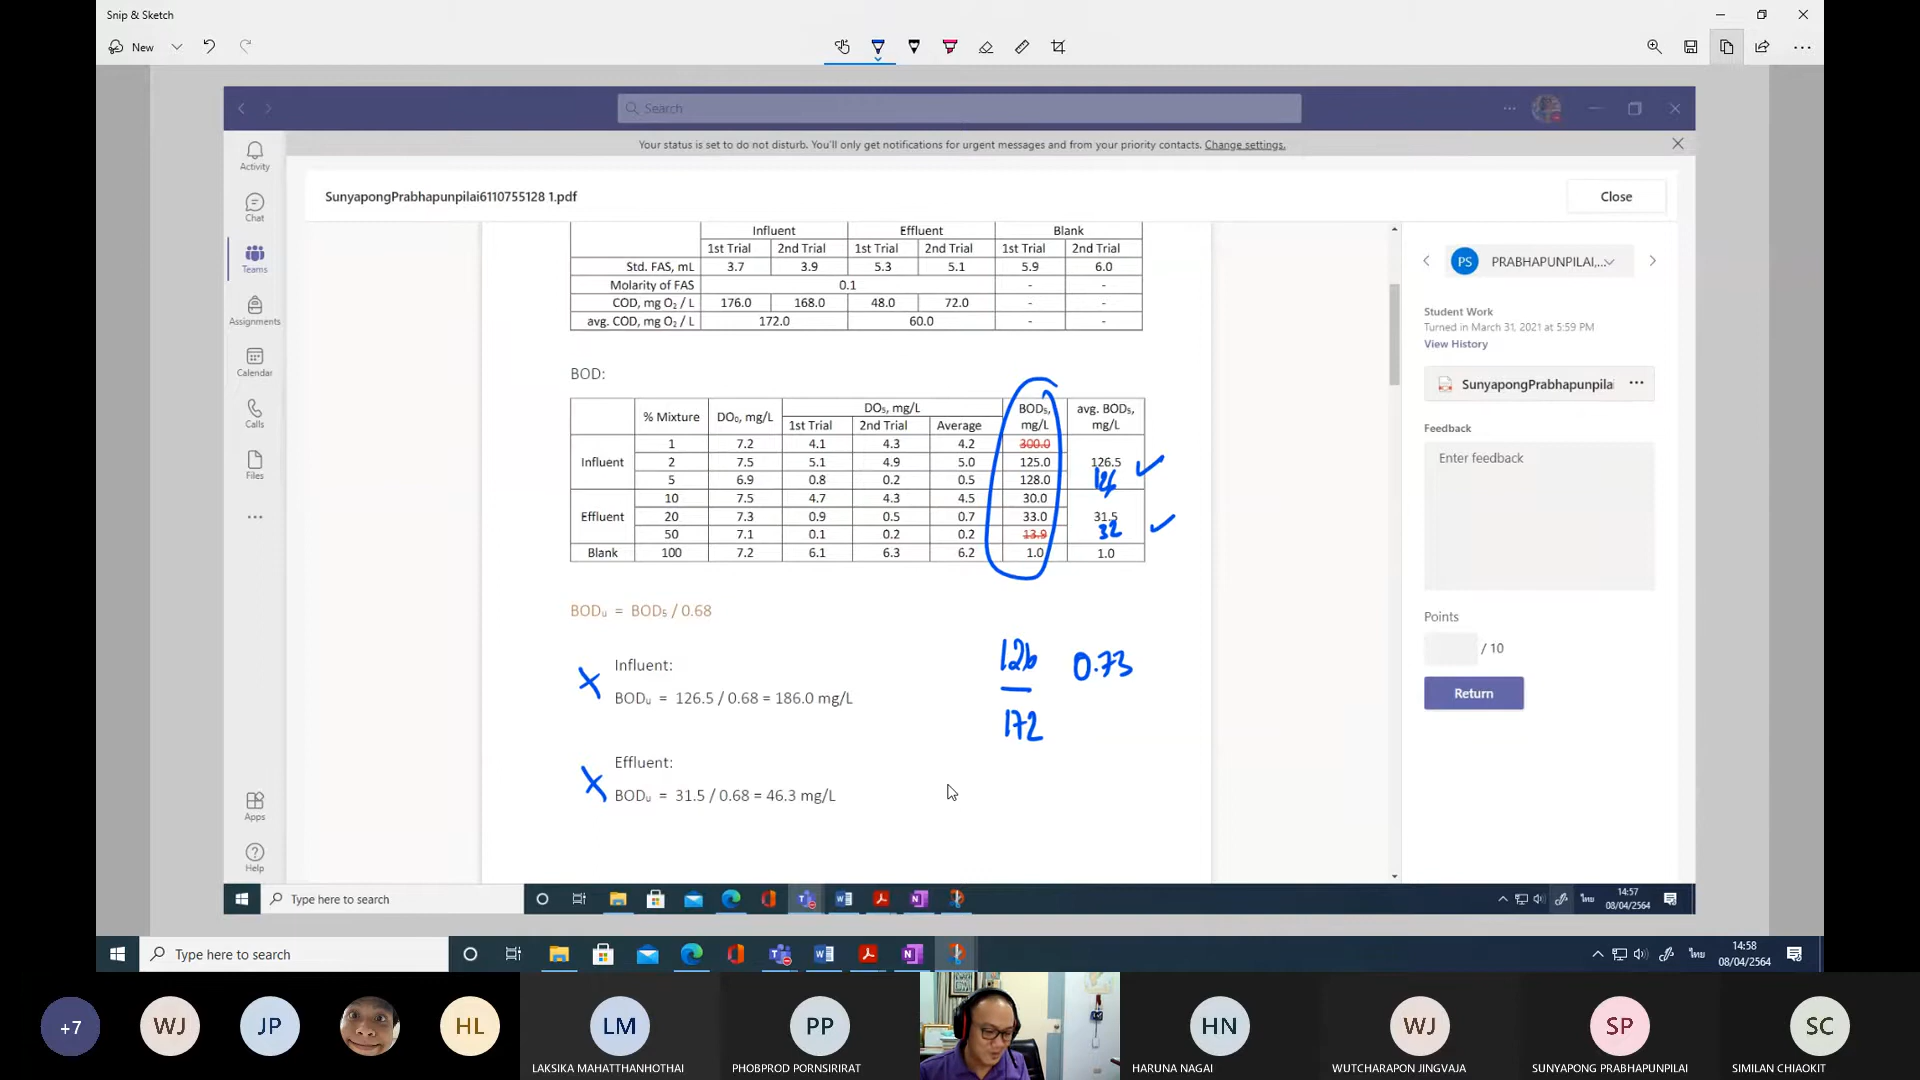 Snip & Sketch
New
Search
Your status is set to do not disturb. You'll only get notifications for urgent messages and from your priority contacts. Change settings.
Activity
Chat
Teams
Assignments
Calendar
Calls
Files
Apps
Help
SunyapongPrabhapunpilai6110755128 1.pdf
Close
Influent Effluent Blank
1st Trial 2nd Trial 1st Trial 2nd Trial 1st Trial 2nd Trial
Std. FAS, mL 3.7 3.9 5.3 5.1 5.9 6.0
Molarity of FAS 0.1 - -
COD, mg O₂ / L 176.0 168.0 48.0 72.0 - -
avg. COD, mg O₂ / L 172.0 60.0 - -
BOD:
% Mixture DO₀, mg/L DO₅, mg/L BOD₅, mg/L avg. BOD₅, mg/L
1st Trial 2nd Trial Average
Influent
1 7.2 4.1 4.3 4.2 300.0
2 7.5 5.1 4.9 5.0 125.0 126.5
5 6.9 0.8 0.2 0.5 128.0 126
Effluent
10 7.5 4.7 4.3 4.5 30.0
20 7.3 0.9 0.5 0.7 33.0 31.5
50 7.1 0.1 0.2 0.2 13.9 32
Blank 100 7.2 6.1 6.3 6.2 1.0 1.0
BODᵤ = BOD₅ / 0.68
Influent:
BODᵤ = 126.5 / 0.68 = 186.0 mg/L
126
172
0.73
Effluent:
BODᵤ = 31.5 / 0.68 = 46.3 mg/L
PS PRABHAPUNPILAI,...
Student Work
Turned in March 31, 2021 at 5:59 PM
View History
SunyapongPrabhapunpilai
Feedback
Enter feedback
Points
/ 10
Return
Type here to search
ไทย
14:57
08/04/2564
Type here to search
ไทย
14:58
08/04/2564
+7
WJ
JP
HL
LM
PP
HN
WJ
SP
SC
LAKSIKA MAHATTHANHOTHAI
PHOBPROD PORNSIRIRAT
HARUNA NAGAI
WUTCHARPON JINGVAJA
SUNYAPONG PRABHAPUNPILAI
SIMILAN CHIAOKIT